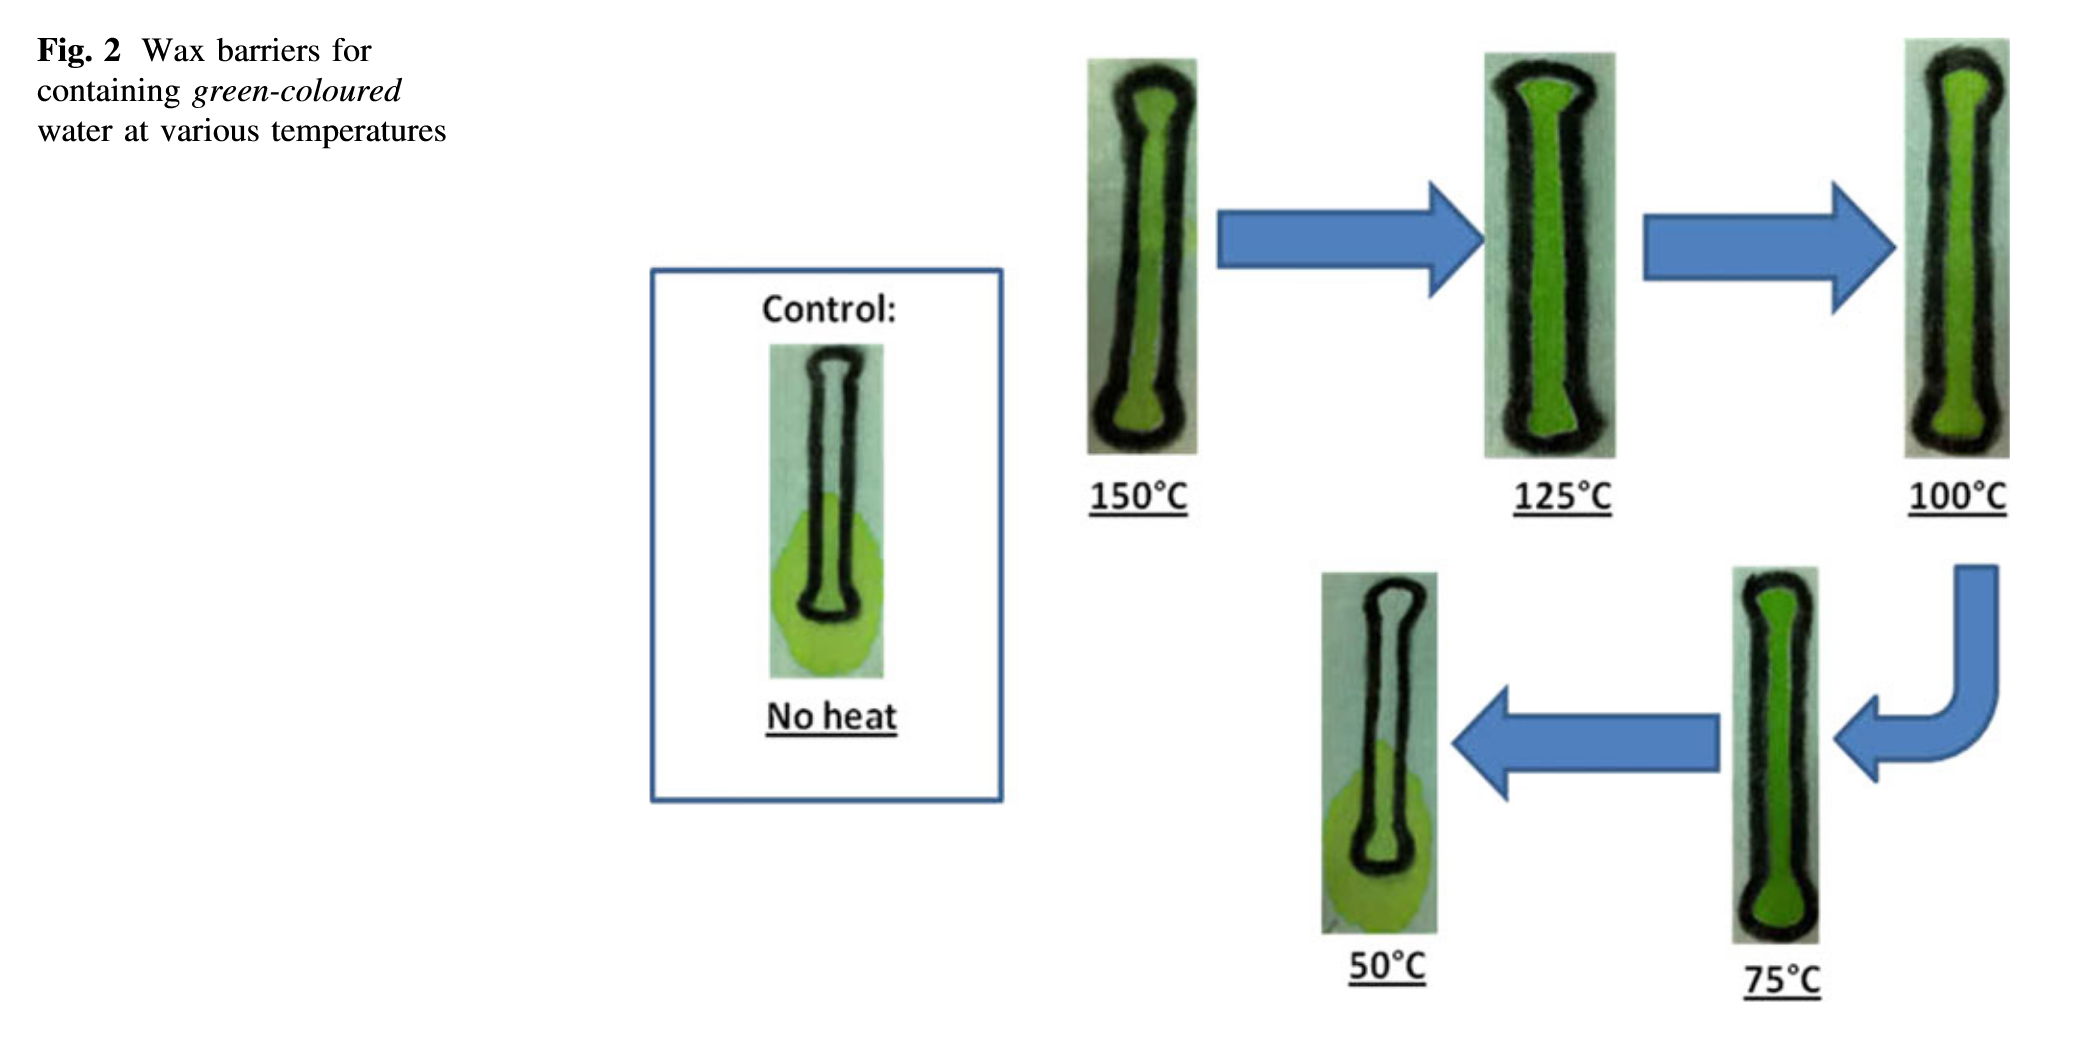 Fig. 2 Wax barriers for
containing green-coloured
water at various temperatures
Control:
No heat
150°C
125°C
100°C
50°C
75°C